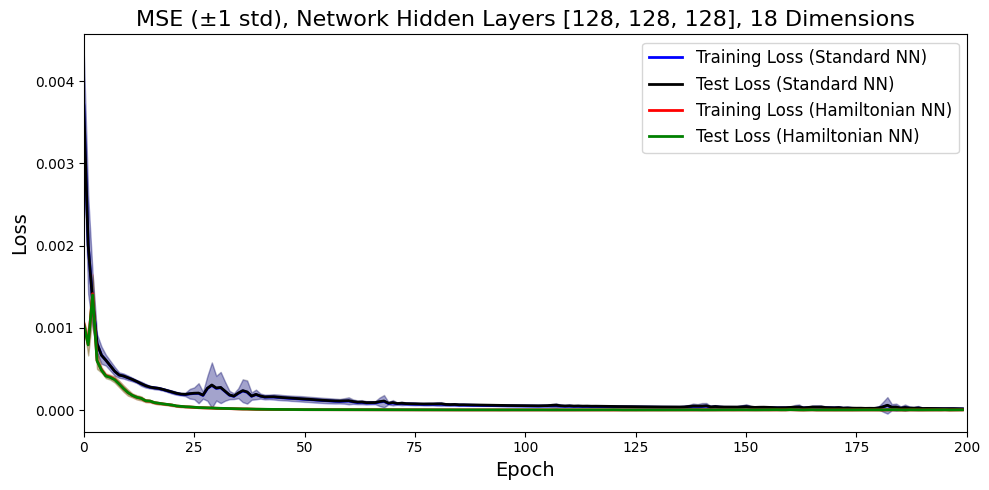 MSE (±1 std), Network Hidden Layers [128, 128, 128], 18 Dimensions
Training Loss (Standard NN)
Test Loss (Standard NN)
Training Loss (Hamiltonian NN)
Test Loss (Hamiltonian NN)
Loss
0.004
0.003
0.002
0.001
0.000
0 25 50 75 100 125 150 175 200
Epoch